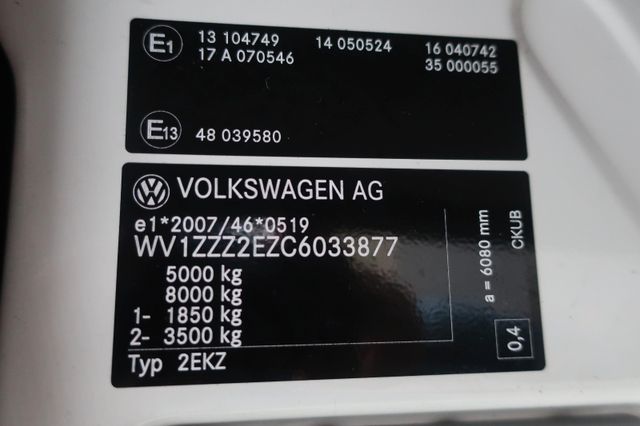 E1 13 104749 14 050524 16 040742
17 A 070546 35 000055
E13 48 039580
VOLKSWAGEN AG
e1*2007/46*0519
WV1ZZZ2EZC6033877
5000 kg
8000 kg
1- 1850 kg
2- 3500 kg
Typ 2EKZ
a = 6080 mm
CKUB
0,4